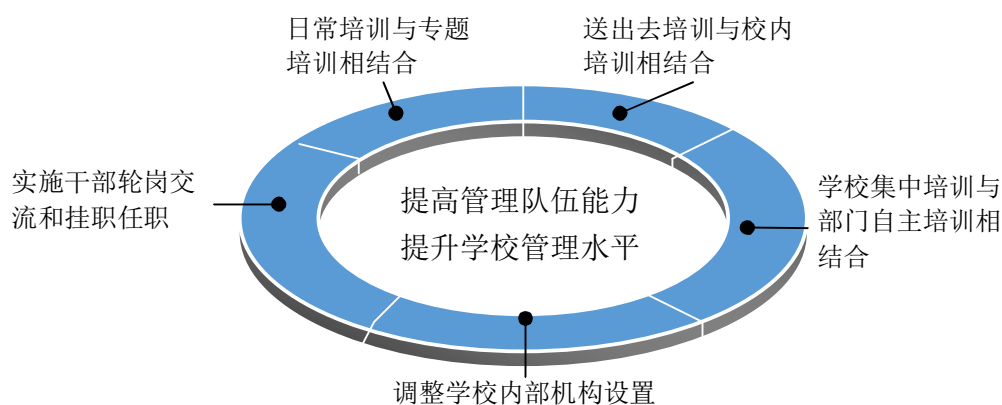 日常培训与专题
培训相结合
送出去培训与校内
培训相结合
实施干部轮岗交
流和挂职任职
提高管理队伍能力
提升学校管理水平
学校集中培训与
部门自主培训相
结合
调整学校内部机构设置